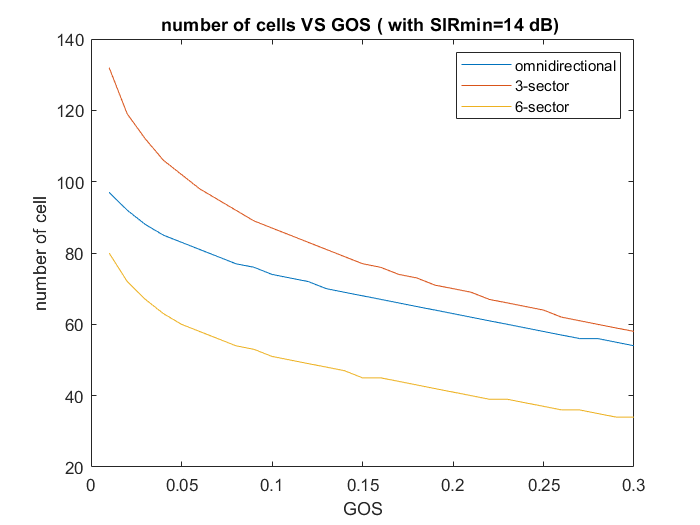 number of cells VS GOS ( with SIRmin=14 dB)
140
120
100
80
60
40
20
number of cell
omnidirectional
3-sector
6-sector
0 0.05 0.1 0.15 0.2 0.25 0.3
GOS